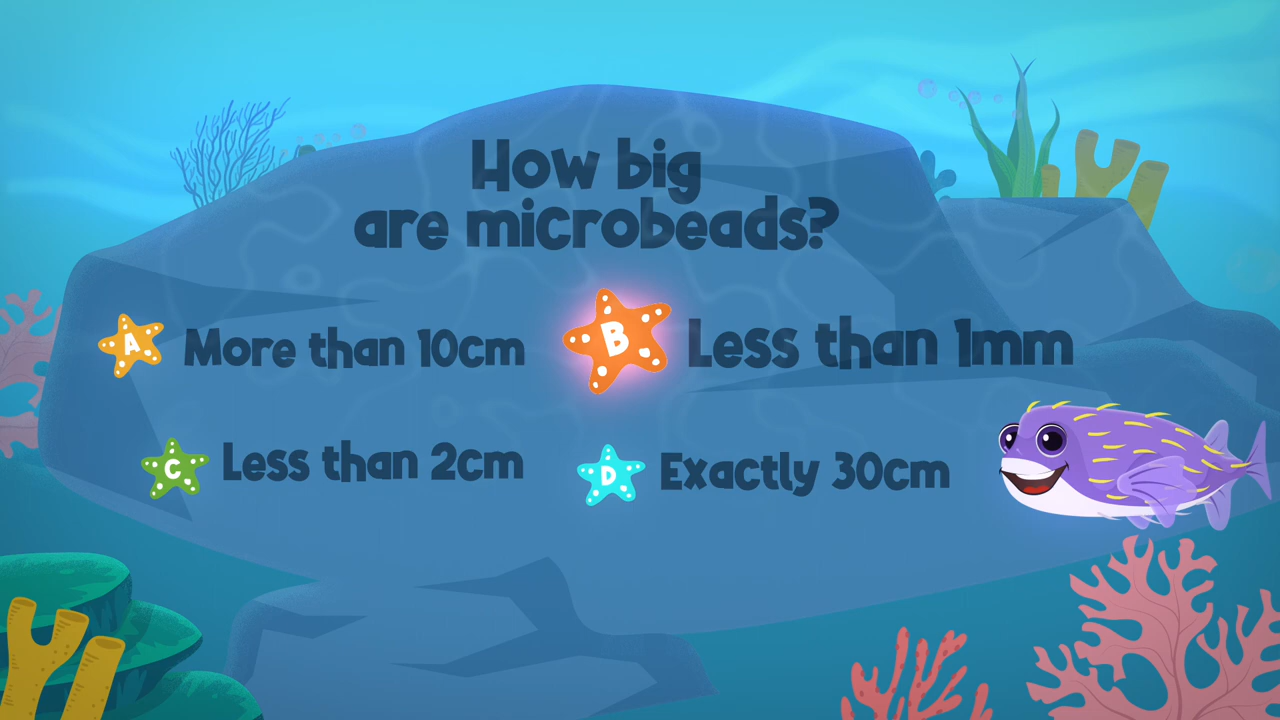 How big
are microbeads?
A More than 10cm
B Less than 1mm
C Less than 2cm
D Exactly 30cm